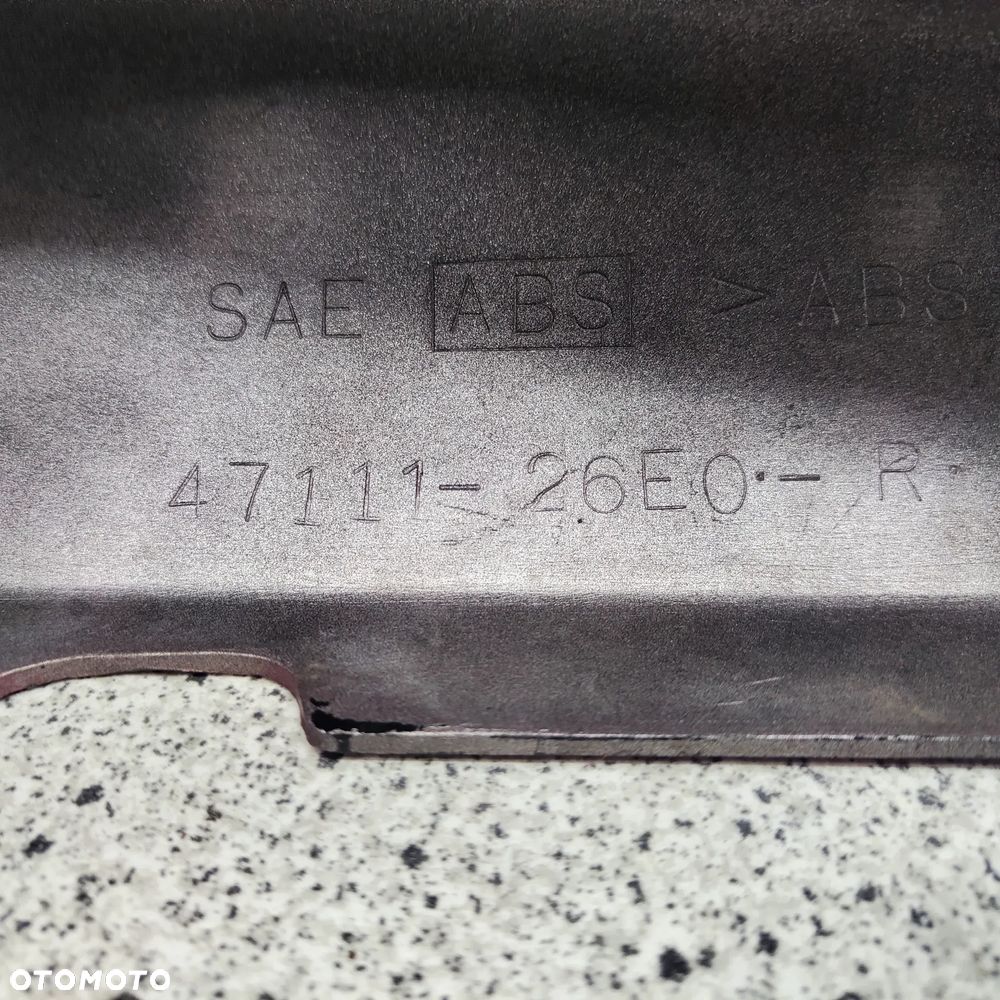 SAE ABS >ABS
47111-26E0·-R·
OTOMOTO